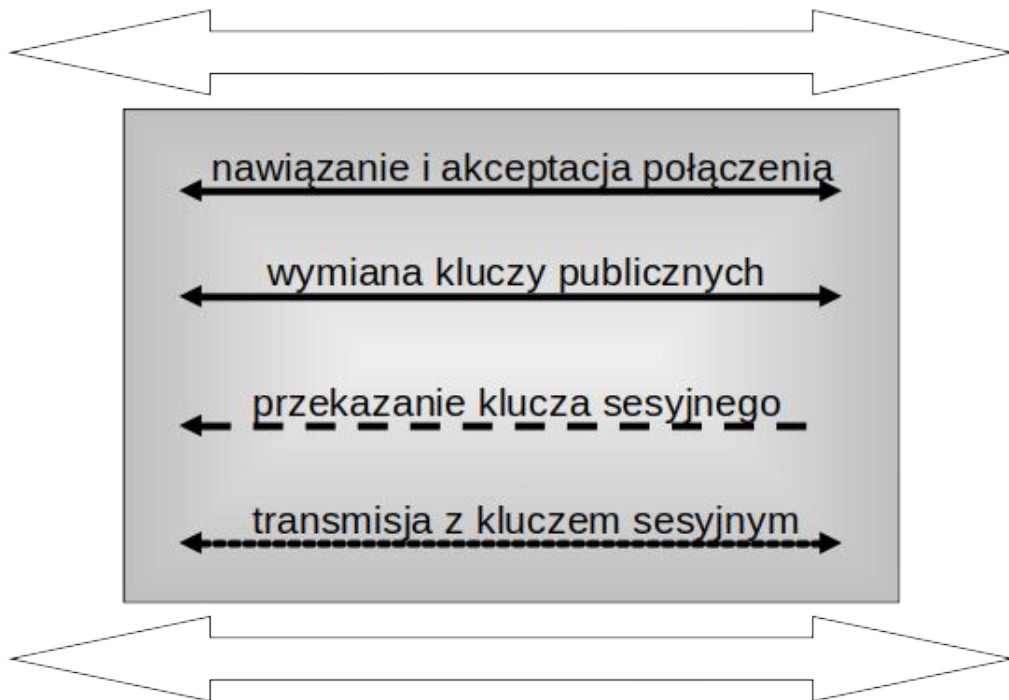 nawiązanie i akceptacja połączenia
wymiana kluczy publicznych
przekazanie klucza sesyjnego
transmisja z kluczem sesyjnym